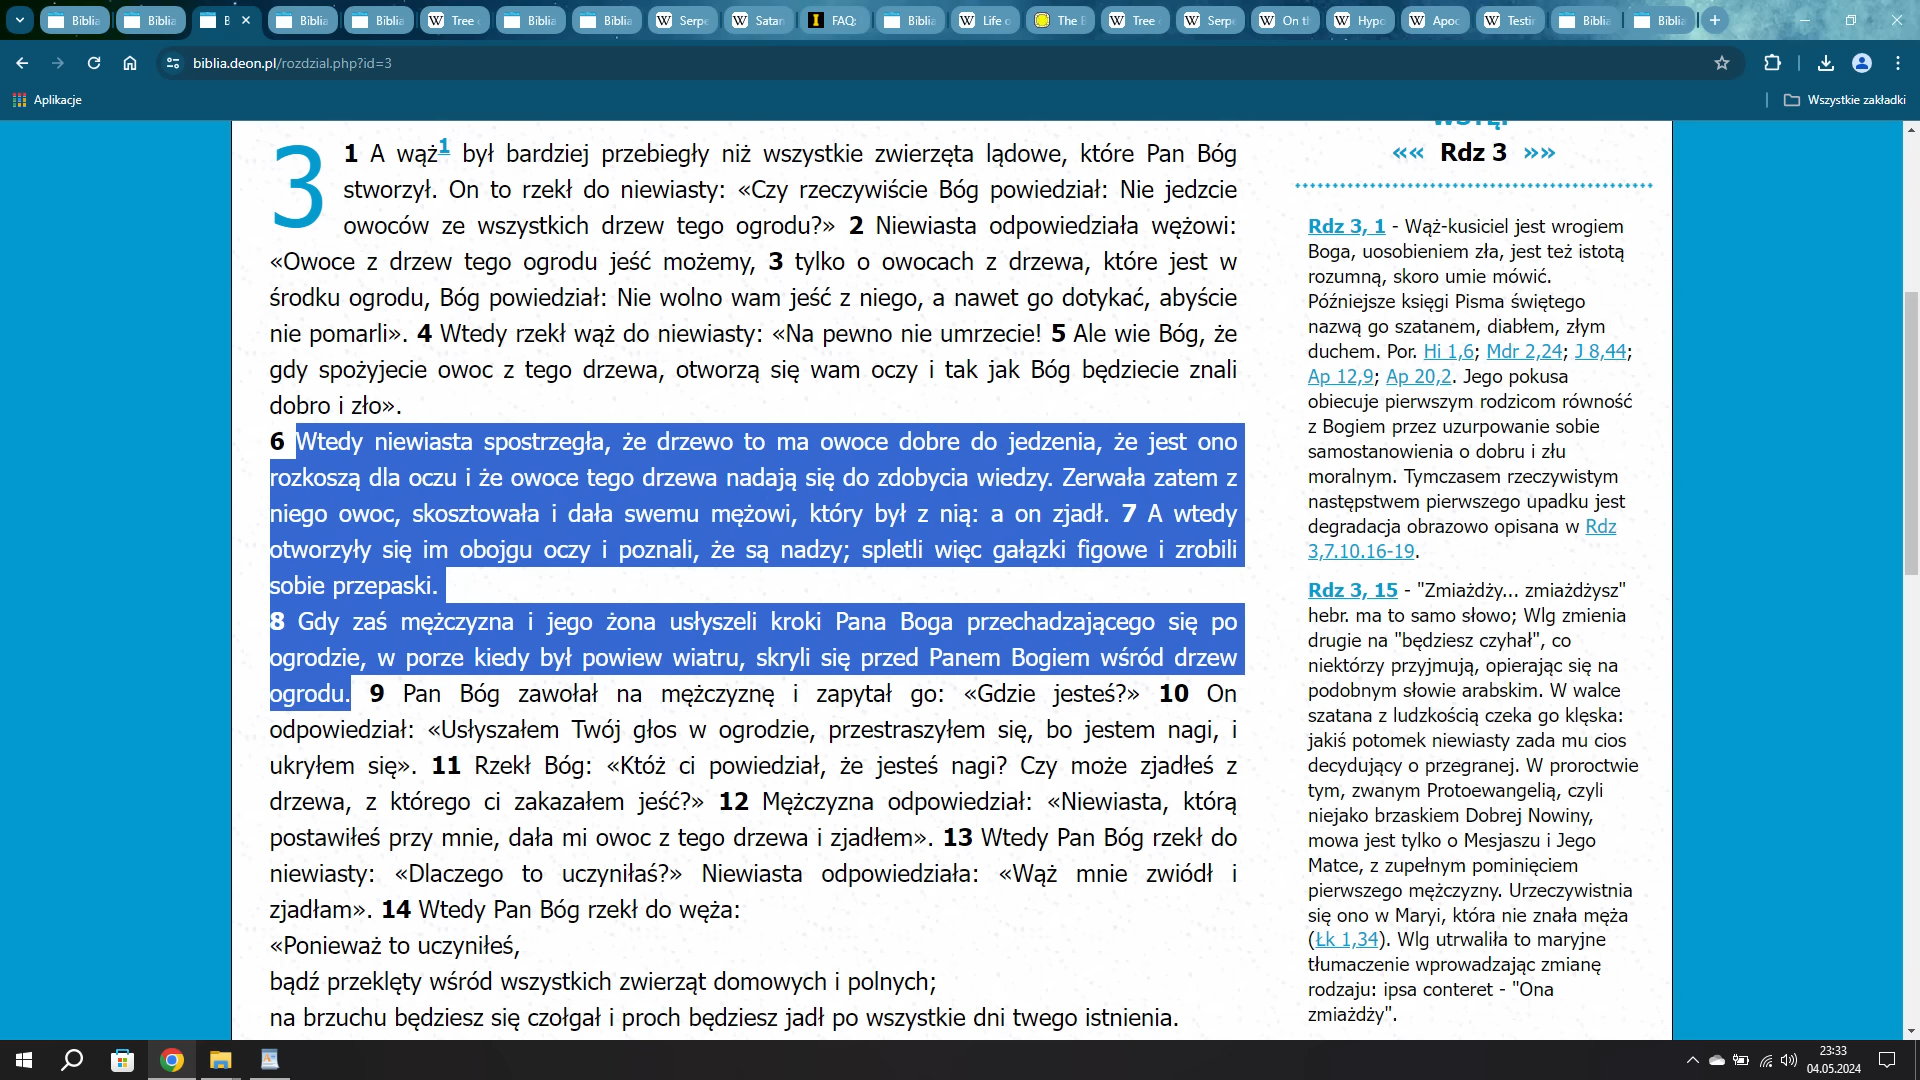 Biblia
Biblia
B
Biblia
Biblia
Tree
Biblia
Biblia
Serpe
Satan
FAQ:
Biblia
Life o
The B
Tree
Serpe
On th
Hypo
Apoc
Testi
Biblia
Biblia
biblia.deon.pl/rozdzial.php?id=3
Aplikacje
Wszystkie zakładki
3
1 A wąż1 był bardziej przebiegły niż wszystkie zwierzęta lądowe, które Pan Bóg
stworzył. On to rzekł do niewiasty: «Czy rzeczywiście Bóg powiedział: Nie jedzcie
owoców ze wszystkich drzew tego ogrodu?» 2 Niewiasta odpowiedziała wężowi:
«Owoce z drzew tego ogrodu jeść możemy, 3 tylko o owocach z drzewa, które jest w
środku ogrodu, Bóg powiedział: Nie wolno wam jeść z niego, a nawet go dotykać, abyście
nie pomarli». 4 Wtedy rzekł wąż do niewiasty: «Na pewno nie umrzecie! 5 Ale wie Bóg, że
gdy spożyjecie owoc z tego drzewa, otworzą się wam oczy i tak jak Bóg będziecie znali
dobro i zło».
6 Wtedy niewiasta spostrzegła, że drzewo to ma owoce dobre do jedzenia, że jest ono
rozkoszą dla oczu i że owoce tego drzewa nadają się do zdobycia wiedzy. Zerwała zatem z
niego owoc, skosztowała i dała swemu mężowi, który był z nią: a on zjadł. 7 A wtedy
otworzyły się im obojgu oczy i poznali, że są nadzy; spletli więc gałązki figowe i zrobili
sobie przepaski.
8 Gdy zaś mężczyzna i jego żona usłyszeli kroki Pana Boga przechadzającego się po
ogrodzie, w porze kiedy był powiew wiatru, skryli się przed Panem Bogiem wśród drzew
ogrodu. 9 Pan Bóg zawołał na mężczyznę i zapytał go: «Gdzie jesteś?» 10 On
odpowiedział: «Usłyszałem Twój głos w ogrodzie, przestraszyłem się, bo jestem nagi, i
ukryłem się». 11 Rzekł Bóg: «Któż ci powiedział, że jesteś nagi? Czy może zjadłeś z
drzewa, z którego ci zakazałem jeść?» 12 Mężczyzna odpowiedział: «Niewiasta, którą
postawiłeś przy mnie, dała mi owoc z tego drzewa i zjadłem». 13 Wtedy Pan Bóg rzekł do
niewiasty: «Dlaczego to uczyniłaś?» Niewiasta odpowiedziała: «Wąż mnie zwiódł i
zjadłam». 14 Wtedy Pan Bóg rzekł do węża:
«Ponieważ to uczyniłeś,
bądź przeklęty wśród wszystkich zwierząt domowych i polnych;
na brzuchu będziesz się czołgał i proch będziesz jadł po wszystkie dni twego istnienia.
«« Rdz 3 »»
Rdz 3, 1 - Wąż-kusiciel jest wrogiem
Boga, uosobieniem zła, jest też istotą
rozumną, skoro umie mówić.
Późniejsze księgi Pisma świętego
nazwą go szatanem, diabłem, złym
duchem. Por. Hi 1,6; Mdr 2,24; J 8,44;
Ap 12,9; Ap 20,2. Jego pokusa
obiecuje pierwszym rodzicom równość
z Bogiem przez uzurpowanie sobie
samostanowienia o dobru i złu
moralnym. Tymczasem rzeczywistym
następstwem pierwszego upadku jest
degradacja obrazowo opisana w Rdz
3,7.10.16-19.
Rdz 3, 15 - "Zmiażdży... zmiażdżysz"
hebr. ma to samo słowo; Wlg zmienia
drugie na "będziesz czyhał", co
niektórzy przyjmują, opierając się na
podobnym słowie arabskim. W walce
szatana z ludzkością czeka go klęska:
jakiś potomek niewiasty zada mu cios
decydujący o przegranej. W proroctwie
tym, zwanym Protoewangelią, czyli
niejako brzaskiem Dobrej Nowiny,
mowa jest tylko o Mesjaszu i Jego
Matce, z zupełnym pominięciem
pierwszego mężczyzny. Urzeczywistnia
się ono w Maryi, która nie znała męża
(Łk 1,34). Wlg utrwaliła to maryjne
tłumaczenie wprowadzając zmianę
rodzaju: ipsa conteret - "Ona
zmiażdży".
23:33
04.05.2024